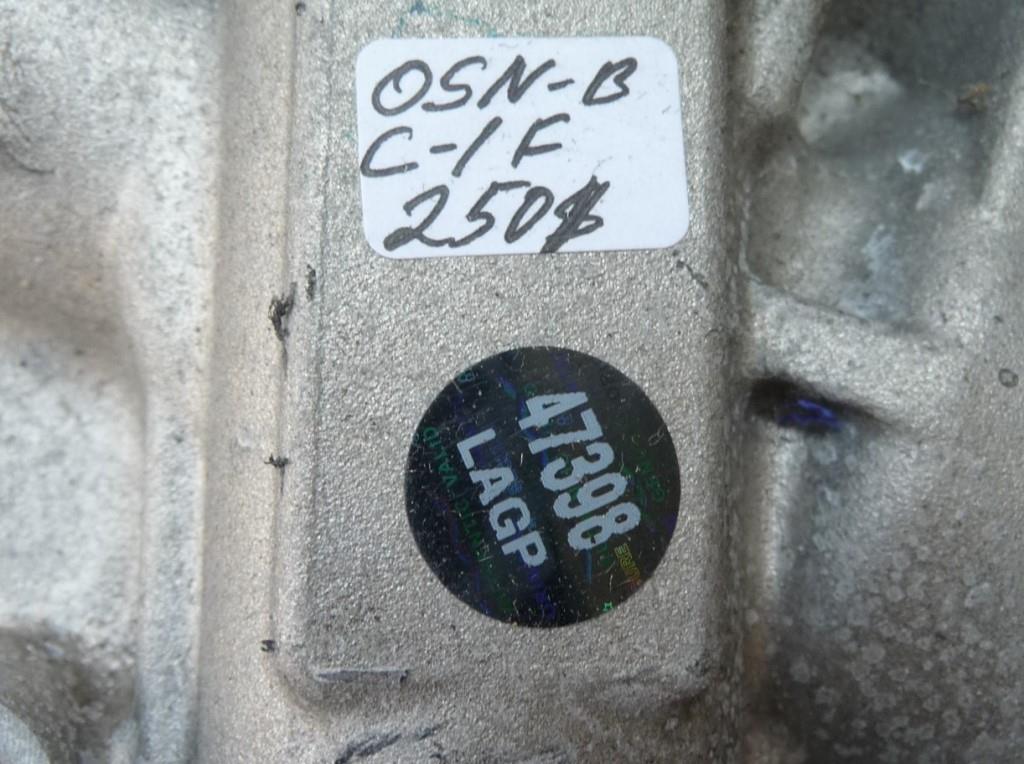 OSN-B
C-1F
250$
47398
LAGP